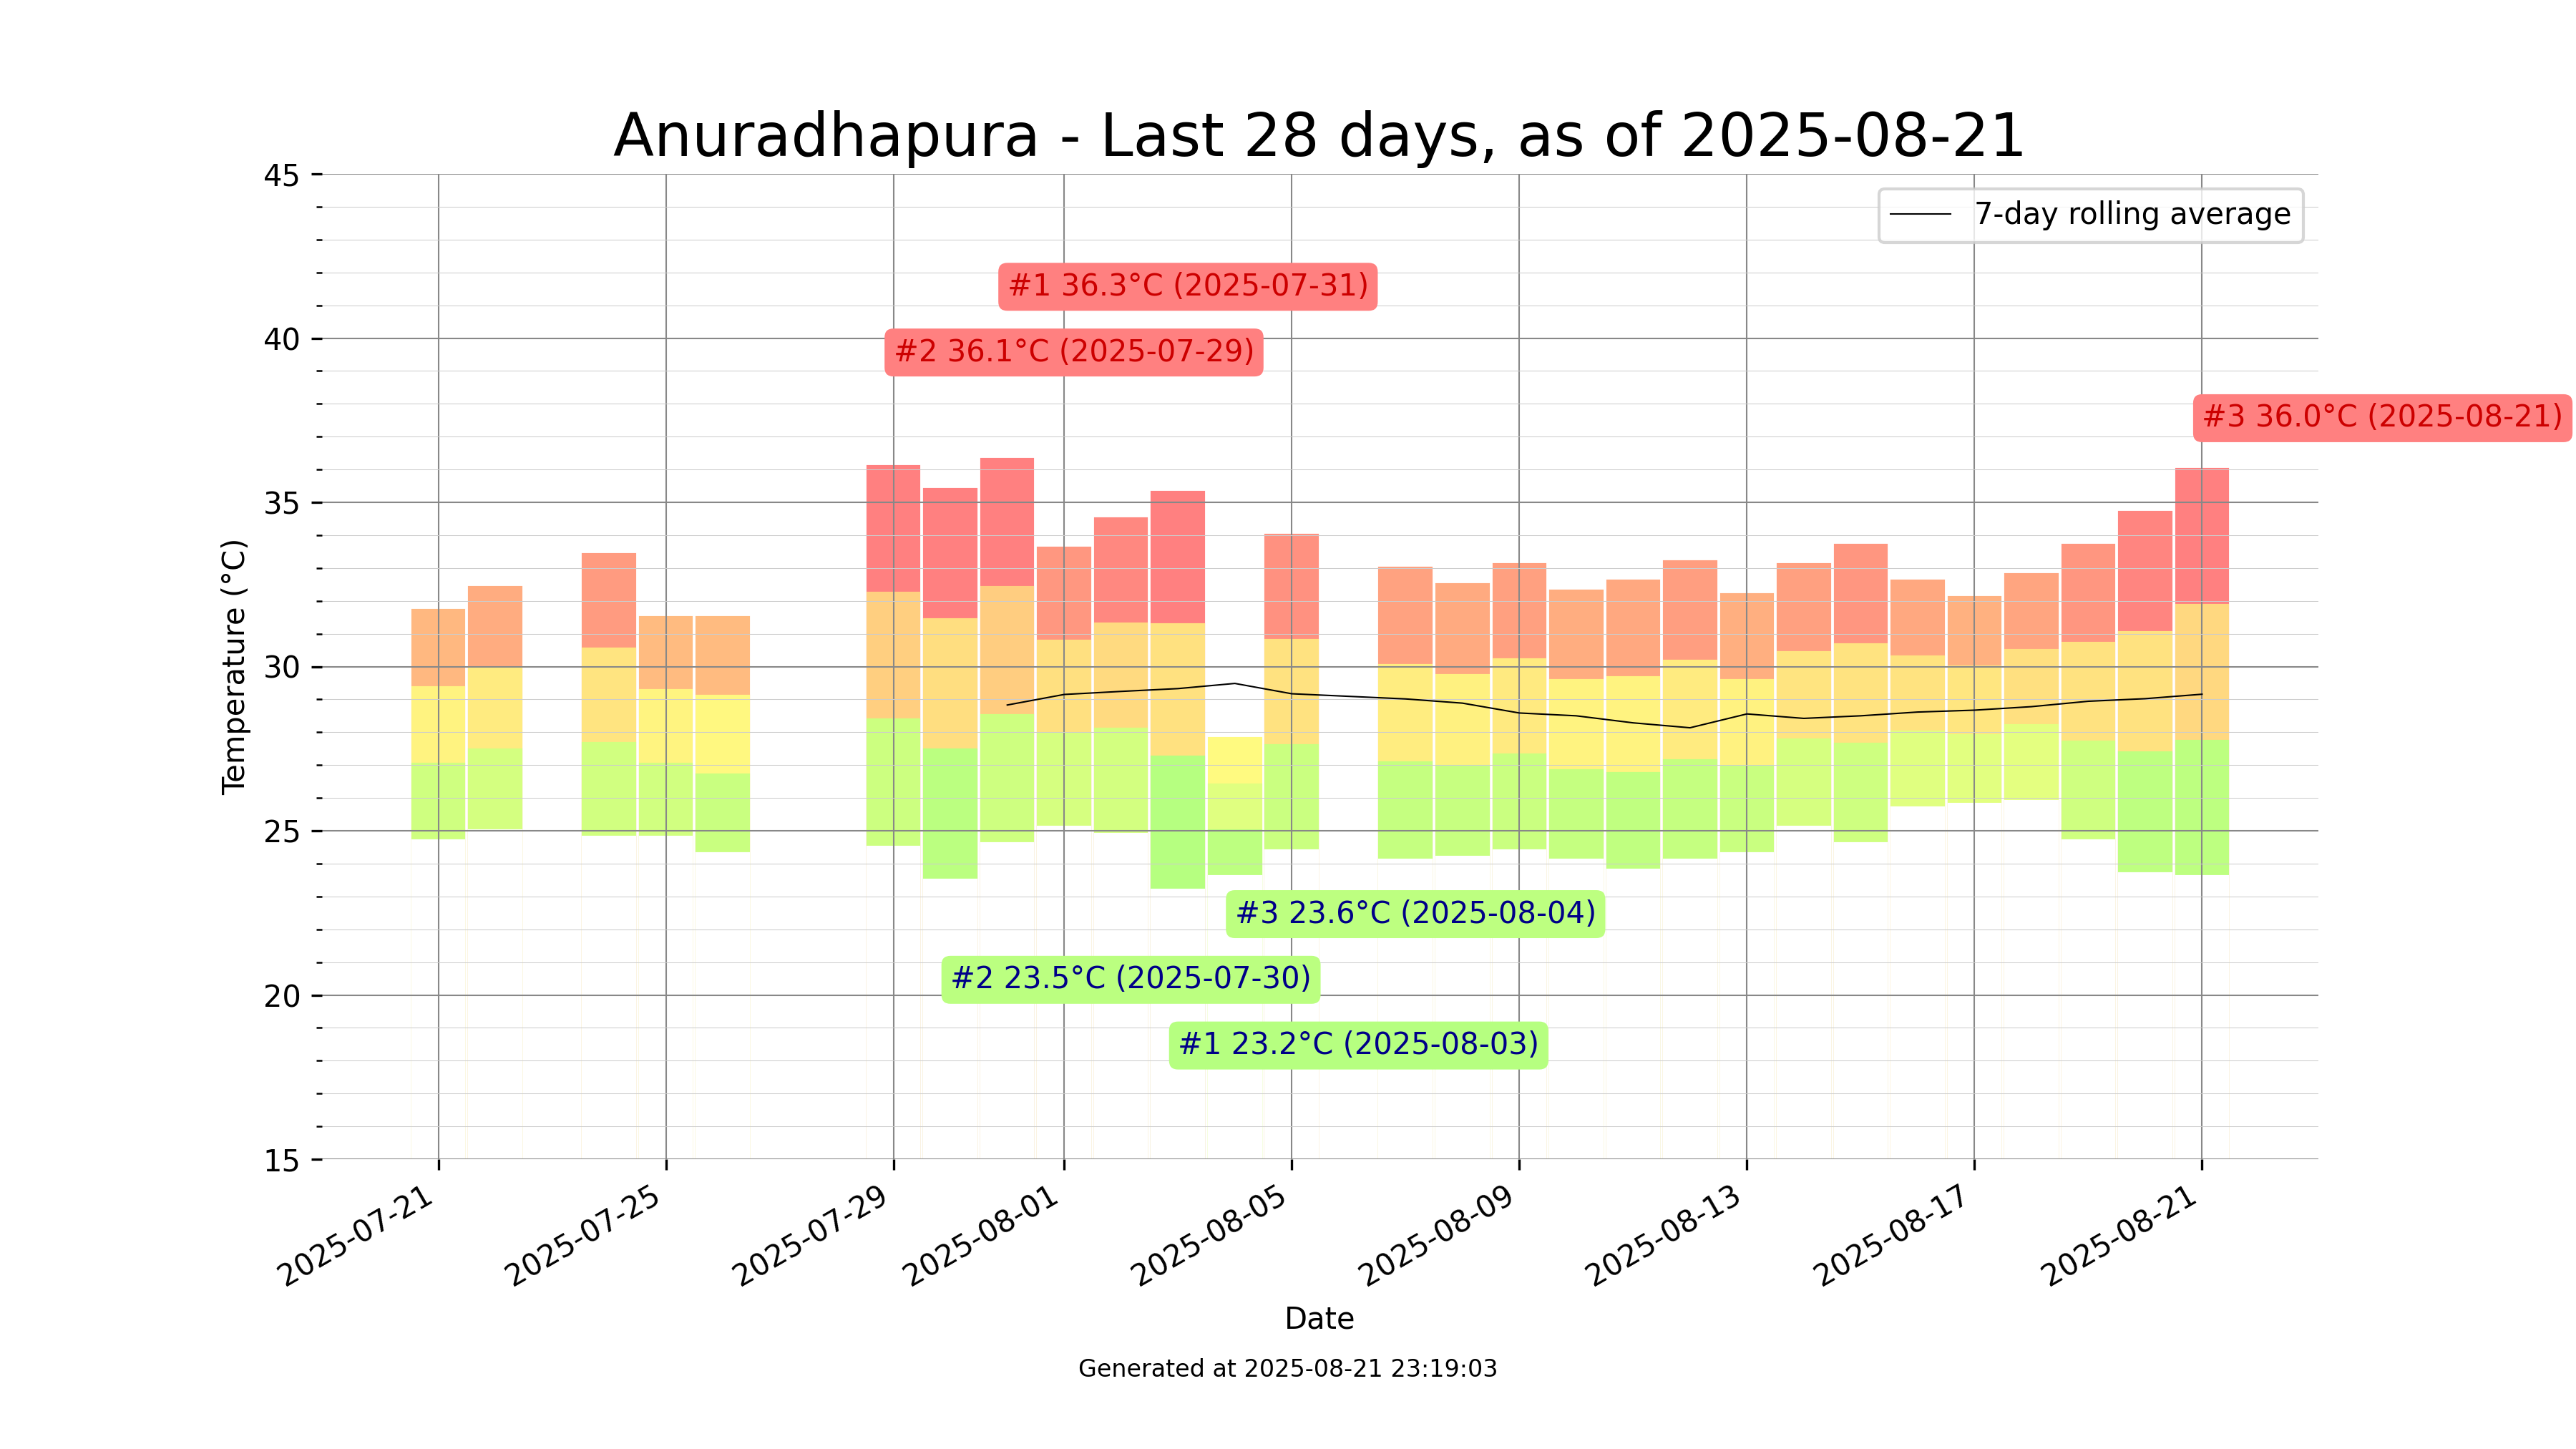 Anuradhapura - Last 28 days, as of 2025-08-21
7-day rolling average
#1 36.3°C (2025-07-31)
#2 36.1°C (2025-07-29)
#3 36.0°C (2025-08-21)
#3 23.6°C (2025-08-04)
#2 23.5°C (2025-07-30)
#1 23.2°C (2025-08-03)
Temperature (°C)
45
40
35
30
25
20
15
2025-07-21
2025-07-25
2025-07-29
2025-08-01
2025-08-05
2025-08-09
2025-08-13
2025-08-17
2025-08-21
Date
Generated at 2025-08-21 23:19:03